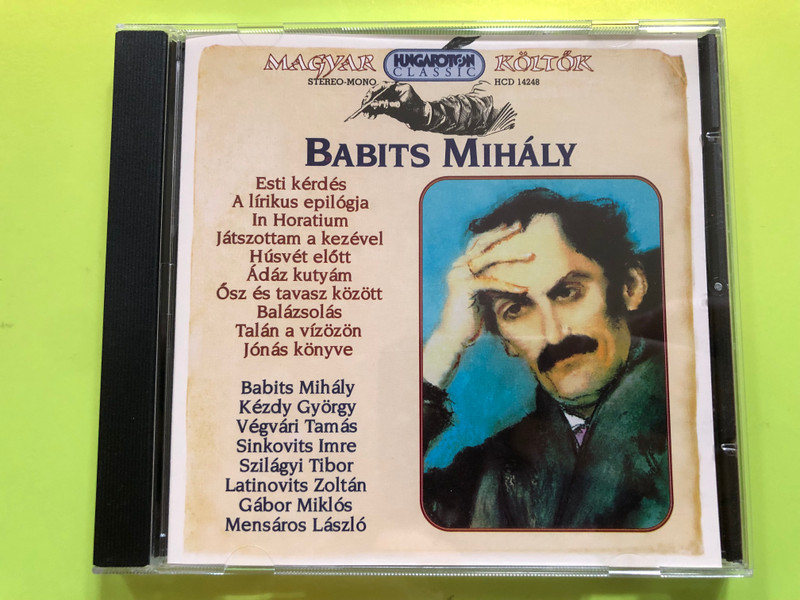 MAGYAR HUNGAROTON KÖLTŐK
CLASSIC
STEREO-MONO HCD 14248
BABITS MIHÁLY
Esti kérdés
A lírikus epilógja
In Horatium
Játszottam a kezével
Húsvét előtt
Ádáz kutyám
Ősz és tavasz között
Balázsolás
Talán a vízözön
Jónás könyve
Babits Mihály
Kézdy György
Végvári Tamás
Sinkovits Imre
Szilágyi Tibor
Latinovits Zoltán
Gábor Miklós
Mensáros László